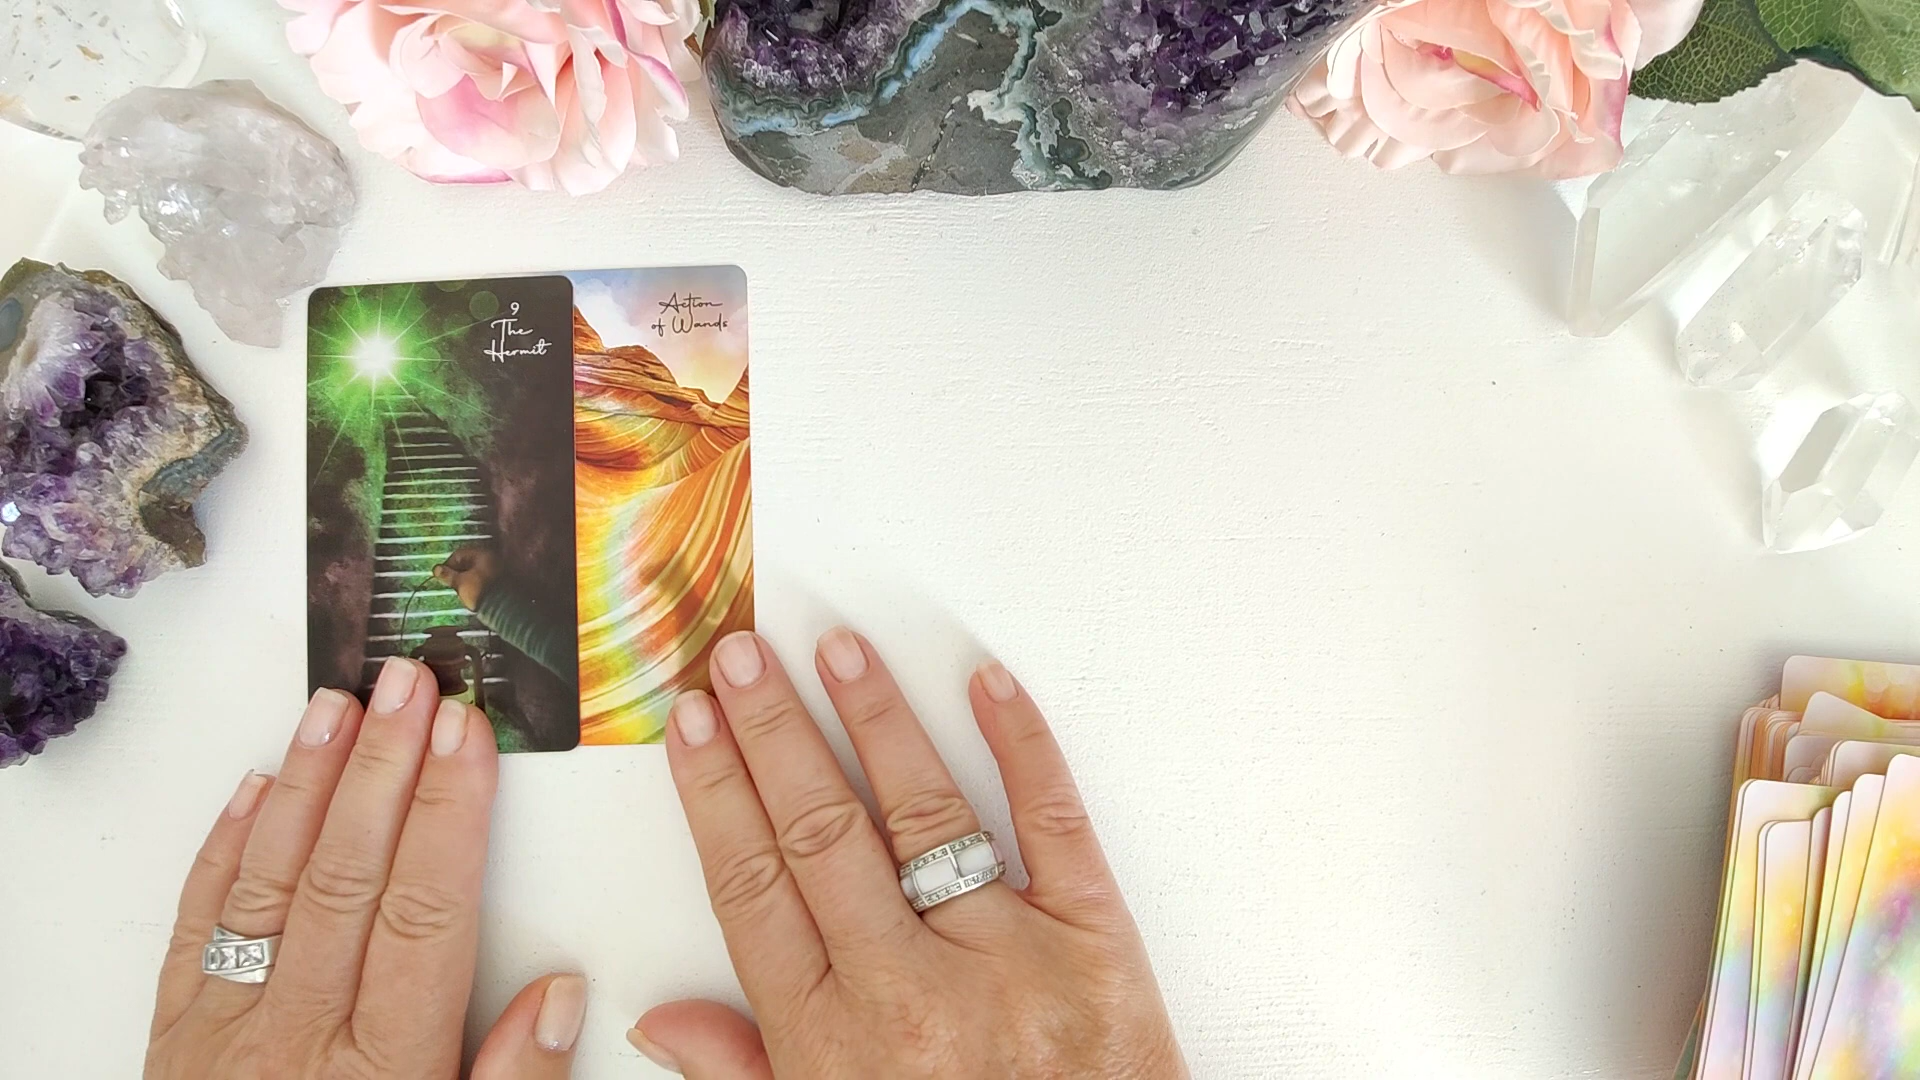 9
The
Hermit
Action
of Wands